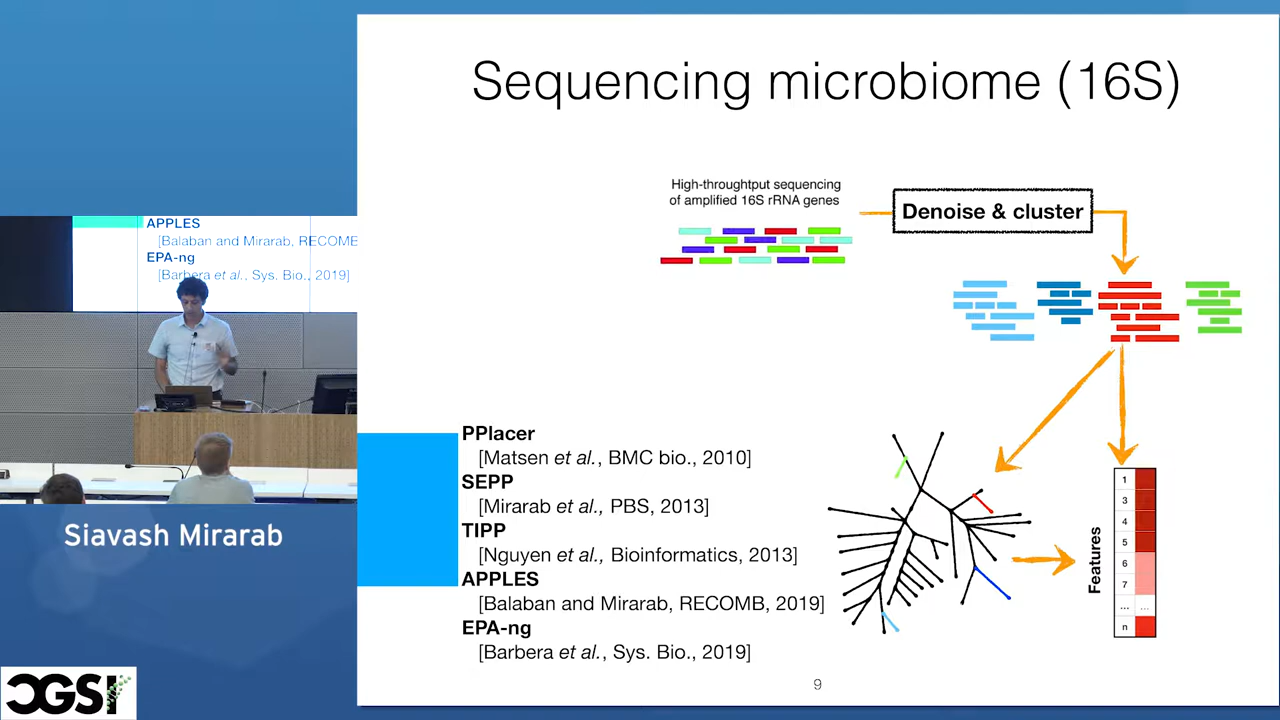 Sequencing microbiome (16S)
High-throughtput sequencing
of amplified 16S rRNA genes
Denoise & cluster
APPLES
[Balaban and Mirarab, RECOMB
EPA-ng
[Barbera et al., Sys. Bio., 2019]
PPlacer
[Matsen et al., BMC bio., 2010]
SEPP
[Mirarab et al., PBS, 2013]
TIPP
[Nguyen et al., Bioinformatics, 2013]
APPLES
[Balaban and Mirarab, RECOMB, 2019]
EPA-ng
[Barbera et al., Sys. Bio., 2019]
Features
1
3
4
5
6
7
... ...
n
Siavash Mirarab
CGSI
9